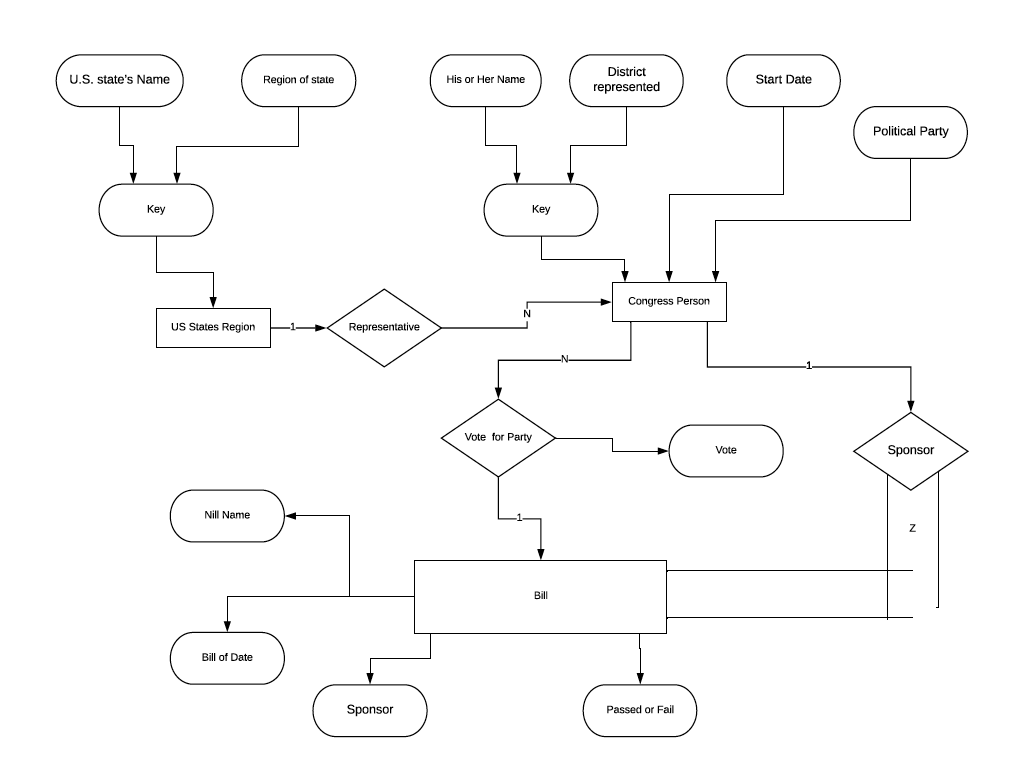 U.S. state's Name
Region of state
His or Her Name
District
represented
Start Date
Political Party
Key
Key
Congress Person
US States Region
1
Representative
N
N
1
Vote  for Party
Vote
Sponsor
Nill Name
1
Z
Bill
Bill of Date
Sponsor
Passed or Fail